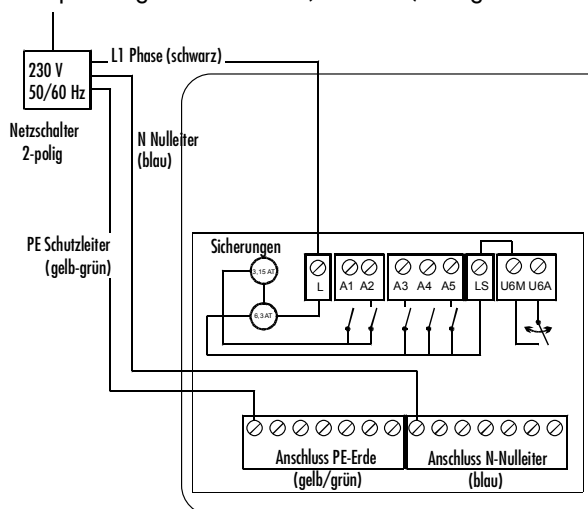 L1 Phase (schwarz)
230 V
50/60 Hz
Netzschalter
2-polig
N Nulleiter
(blau)
PE Schutzleiter
(gelb-grün)
Sicherungen
3,15 AT
6,3 AT
L
A1 A2
A3 A4 A5
LS
U6M U6A
Anschluss PE-Erde
(gelb/grün)
Anschluss N-Nulleiter
(blau)